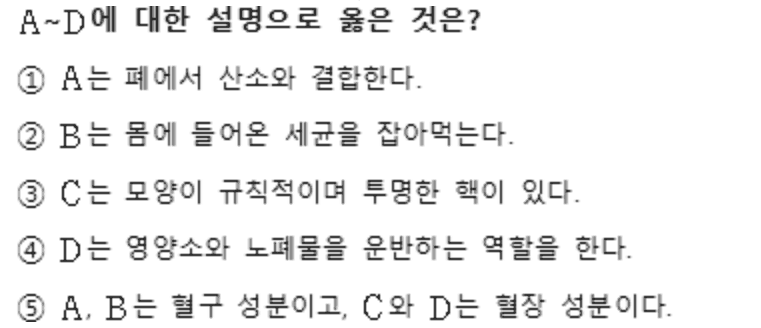 A~D에 대한 설명으로 옳은 것은?
① A는 폐에서 산소와 결합한다.
② B는 몸에 들어온 세균을 잡아먹는다.
③ C는 모양이 규칙적이며 투명한 핵이 있다.
④ D는 영양소와 노폐물을 운반하는 역할을 한다.
⑤ A, B는 혈구 성분이고, C와 D는 혈장 성분이다.